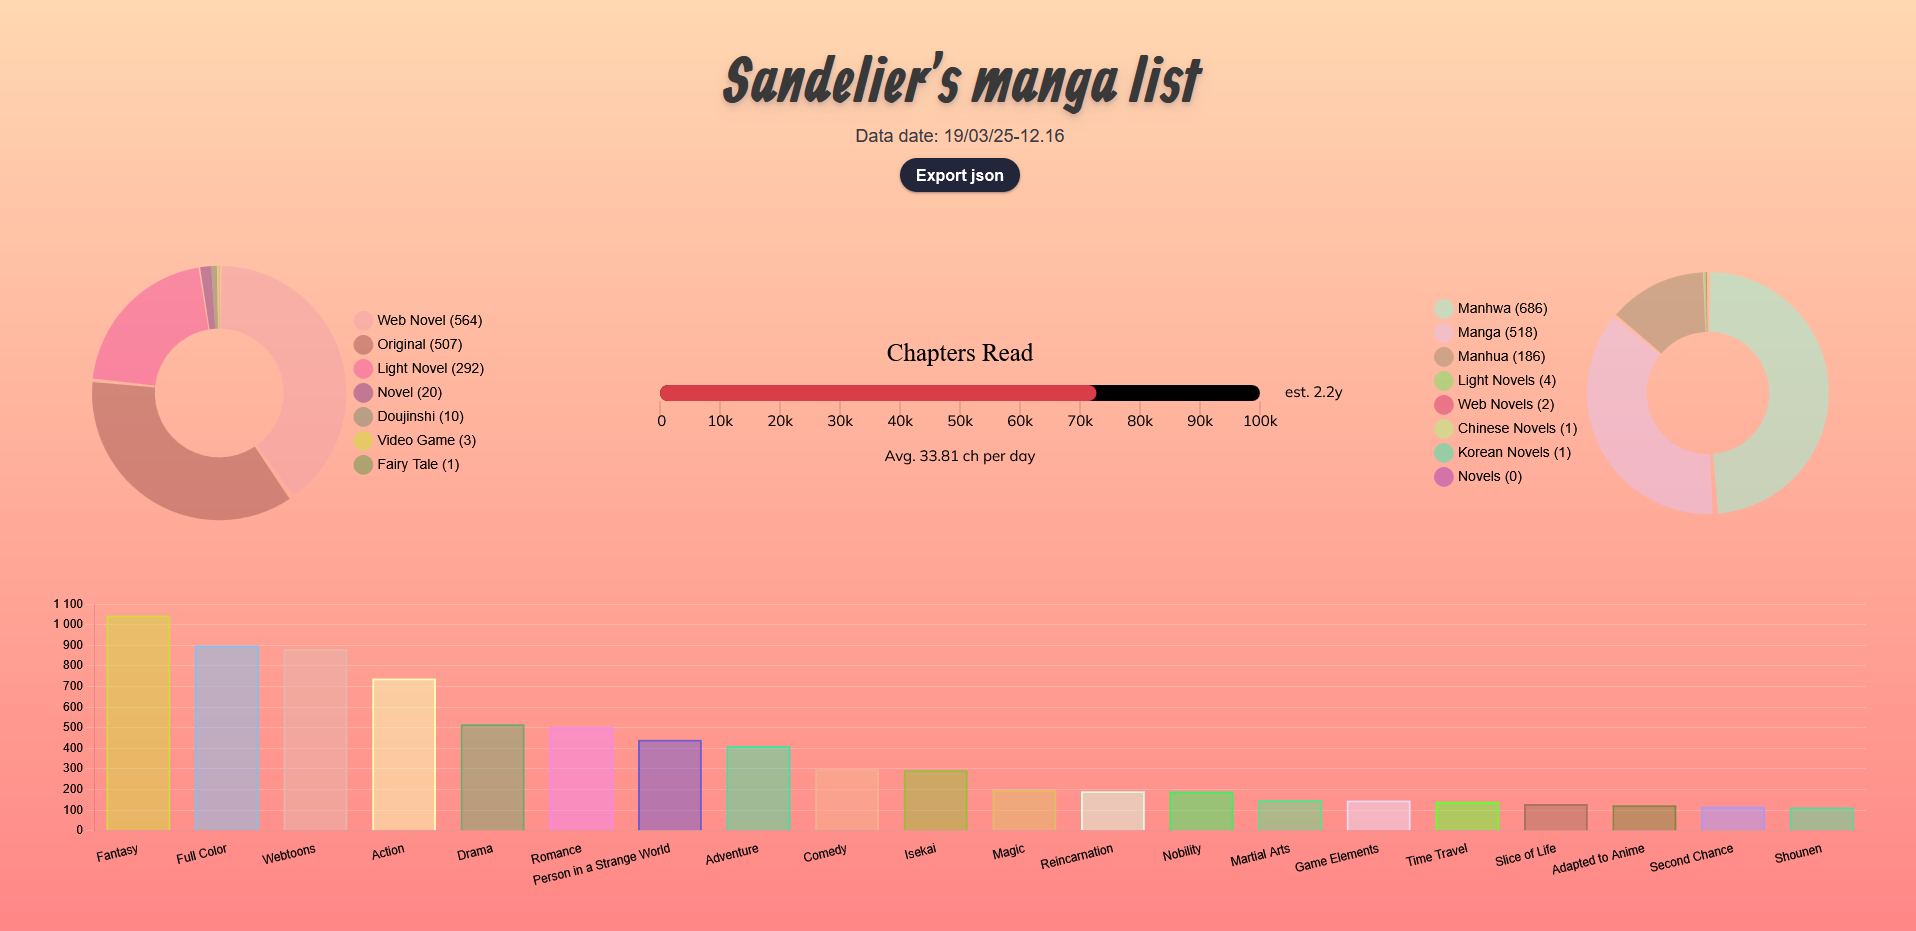 Sandelier's manga list
Data date: 19/03/25-12.16
Export json
Web Novel (564)
Original (507)
Light Novel (292)
Novel (20)
Doujinshi (10)
Video Game (3)
Fairy Tale (1)
Chapters Read
est. 2.2y
0 10k 20k 30k 40k 50k 60k 70k 80k 90k 100k
Avg. 33.81 ch per day
Manhwa (686)
Manga (518)
Manhua (186)
Light Novels (4)
Web Novels (2)
Chinese Novels (1)
Korean Novels (1)
Novels (0)
1 100
1 000
900
800
700
600
500
400
300
200
100
0
Fantasy
Full Color
Webtoons
Action
Drama
Romance
Person in a Strange World
Adventure
Comedy
Isekai
Magic
Reincarnation
Nobility
Martial Arts
Game Elements
Time Travel
Slice of Life
Adapted to Anime
Second Chance
Shounen